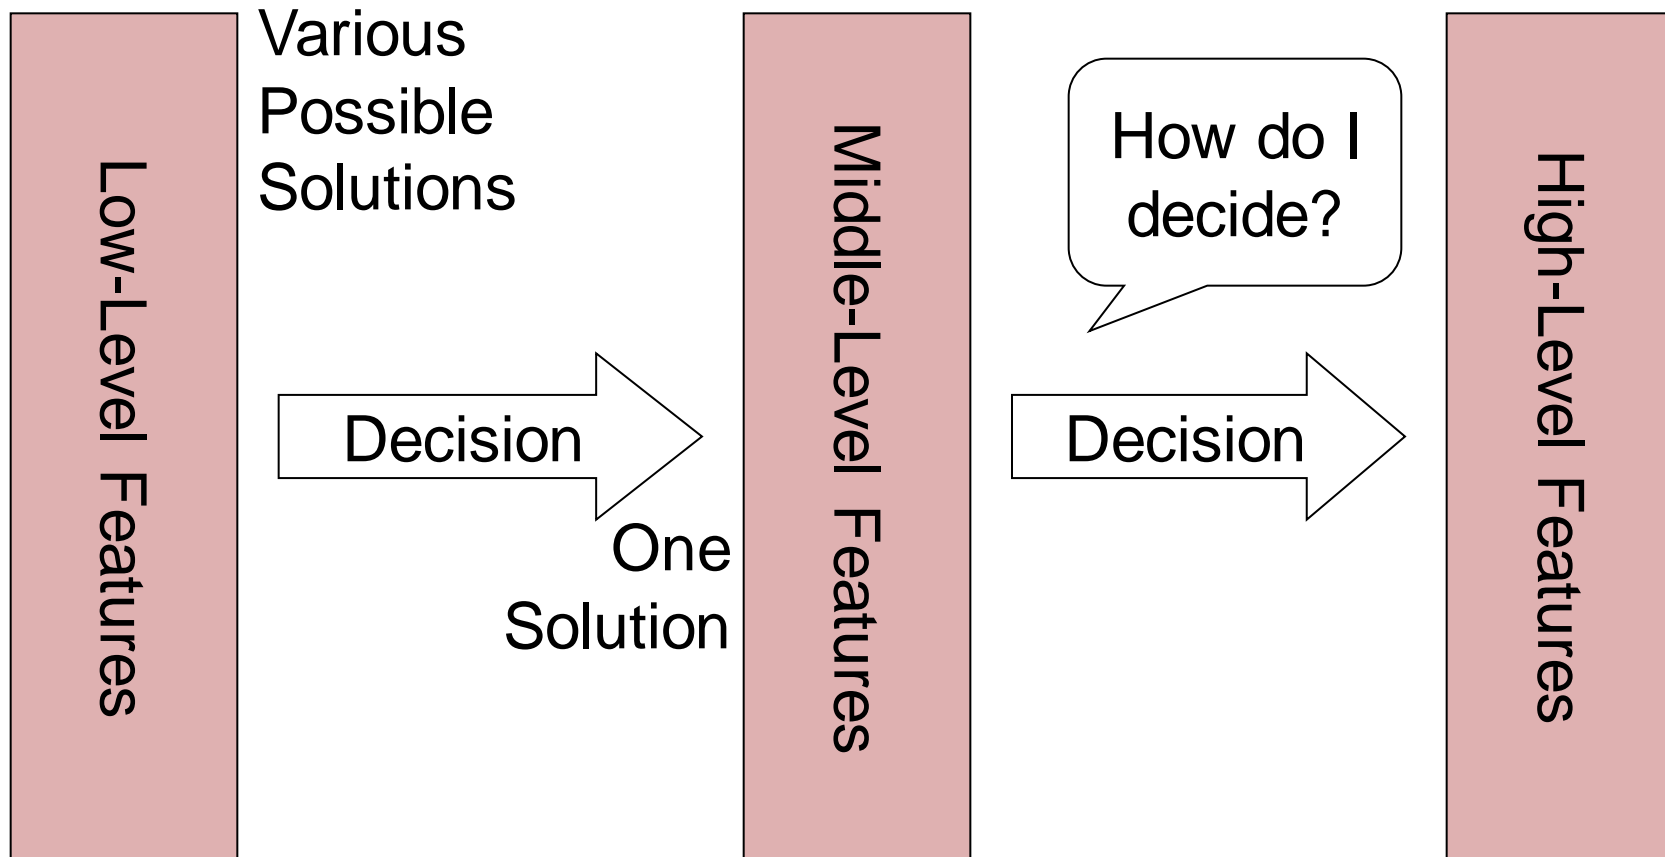 Low-Level Features
Various
Possible
Solutions
Decision
One
Solution
Middle-Level Features
How do I
decide?
Decision
High-Level Features